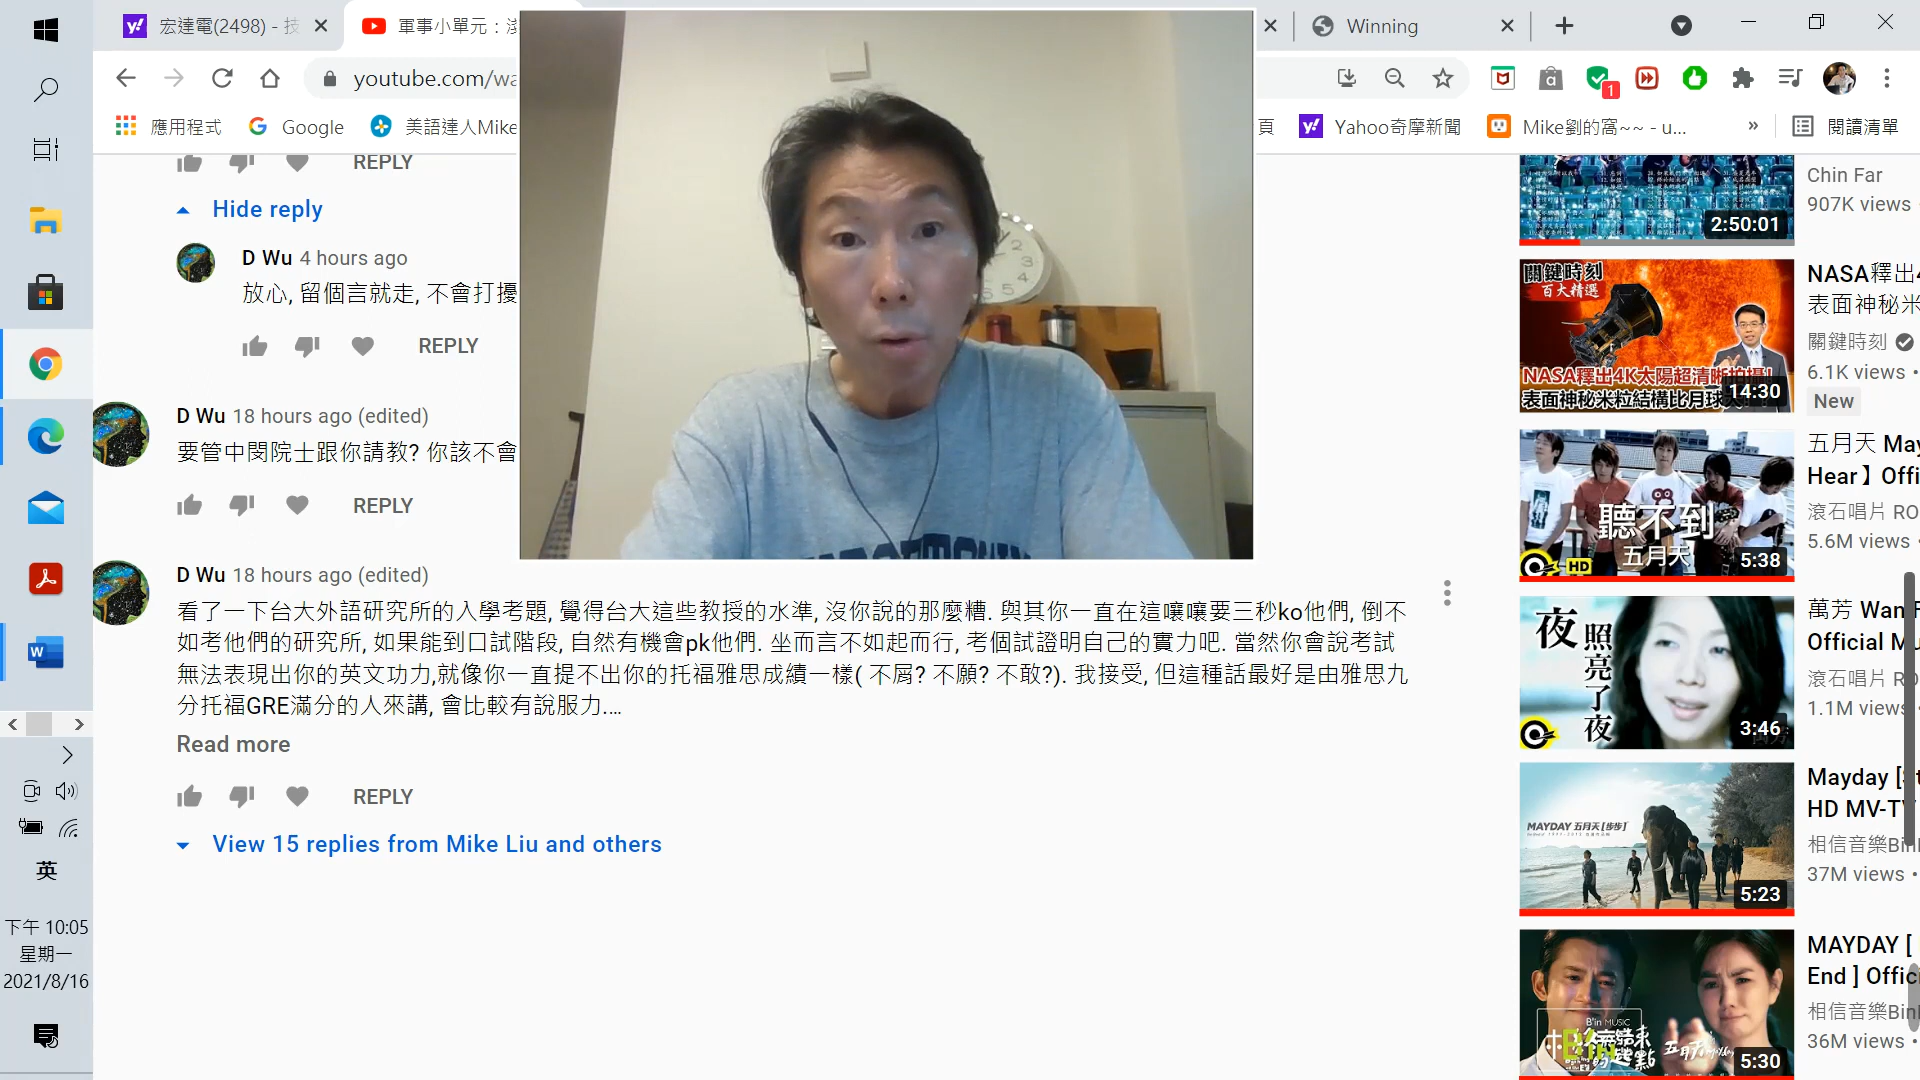 宏達電(2498) - 技
軍事小單元：
Winning
youtube.com/wa
1
應用程式
Google
美語達人Mike
頁
Yahoo奇摩新聞
Mike劉的窩~~ - u...
»
閱讀清單
REPLY
Hide reply
D Wu 4 hours ago
放心, 留個言就走, 不會打擾
REPLY
D Wu 18 hours ago (edited)
要管中閔院士跟你請教? 你該不會
REPLY
D Wu 18 hours ago (edited)
看了一下台大外語研究所的入學考題, 覺得台大這些教授的水準, 沒你說的那麼糟. 與其你一直在這嚷嚷要三秒ko他們, 倒不
如考他們的研究所, 如果能到口試階段, 自然有機會pk他們. 坐而言不如起而行, 考個試證明自己的實力吧. 當然你會說考試
無法表現出你的英文功力,就像你一直提不出你的托福雅思成績一樣( 不屑? 不願? 不敢?). 我接受, 但這種話最好是由雅思九
分托福GRE滿分的人來講, 會比較有說服力....
Read more
REPLY
View 15 replies from Mike Liu and others
2:50:01
Chin Far
907K views
關鍵時刻
百大精選
NASA釋出4K太陽超清晰拍攝!
14:30
NASA釋出4
表面神秘米
關鍵時刻
6.1K views •
New
聽不到
五月天
HD
5:38
五月天 May
Hear】Offi
滾石唱片 RO
5.6M views •
夜
照亮了夜
3:46
萬芳 Wan F
Official Mu
滾石唱片 R
1.1M views
MAYDAY 五月天 [ 步步 ]
5:23
Mayday [St
HD MV-TV
相信音樂Bin
37M views •
B'in MUSIC
5:30
MAYDAY [
End ] Offic
相信音樂Bin
36M views •
英
下午 10:05
星期一
2021/8/16